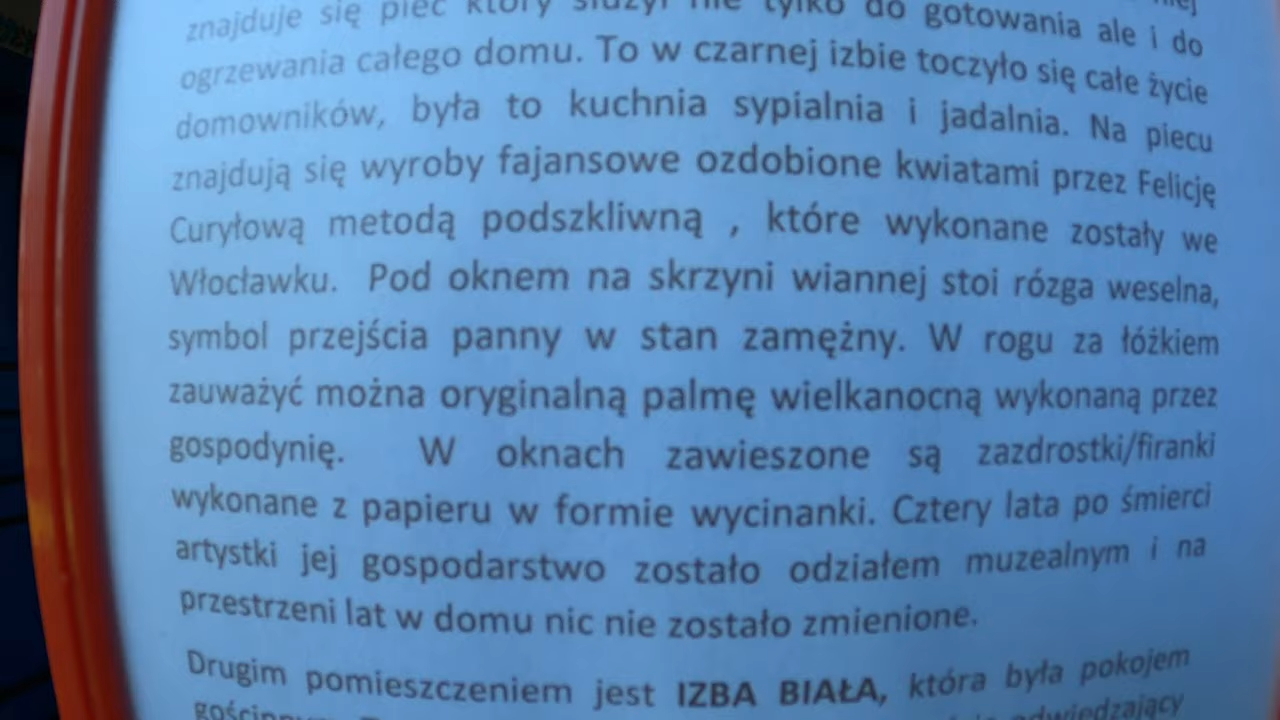 znajduje się piec który służył nie tylko do gotowania ale i do
ogrzewania całego domu. To w czarnej izbie toczyło się całe życie
domowników, była to kuchnia sypialnia i jadalnia. Na piecu
znajdują się wyroby fajansowe ozdobione kwiatami przez Felicję
Curyłową metodą podszkliwną , które wykonane zostały we
Włocławku. Pod oknem na skrzyni wiannej stoi rózga weselna,
symbol przejścia panny w stan zamężny. W rogu za łóżkiem
zauważyć można oryginalną palmę wielkanocną wykonaną przez
gospodynię. W oknach zawieszone są zazdrostki/firanki
wykonane z papieru w formie wycinanki. Cztery lata po śmierci
artystki jej gospodarstwo zostało odziałem muzealnym i na
przestrzeni lat w domu nic nie zostało zmienione.
Drugim pomieszczeniem jest IZBA BIAŁA, która była pokojem